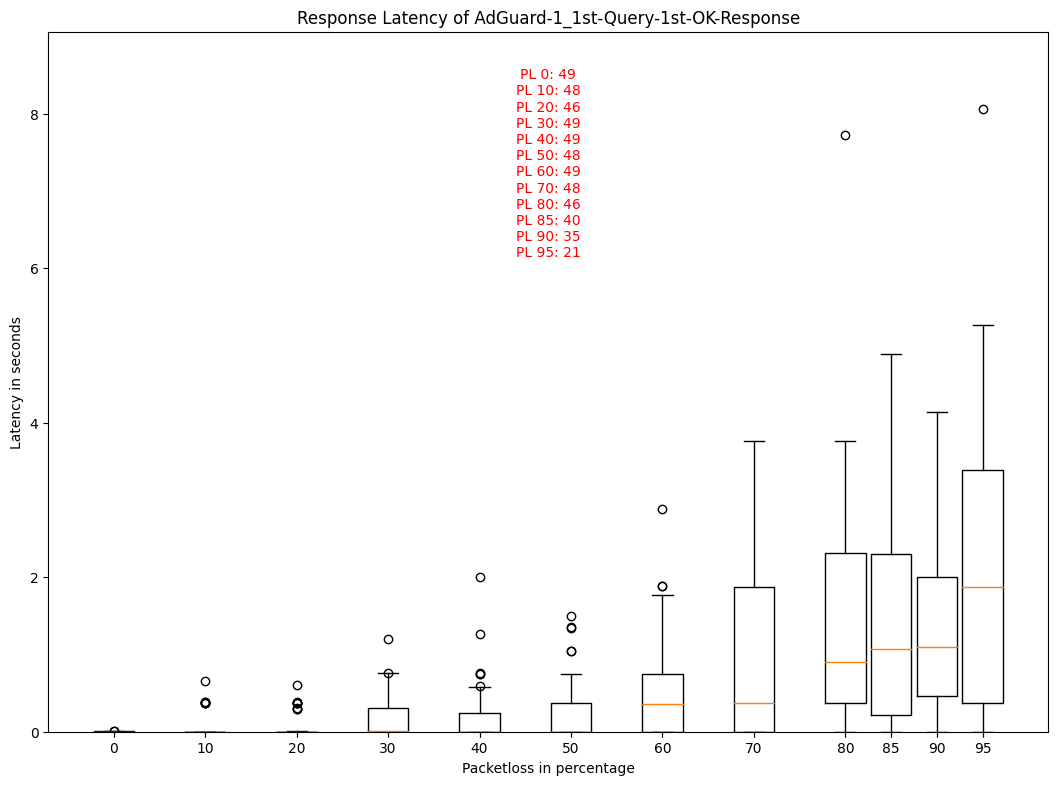 Response Latency of AdGuard-1_1st-Query-1st-OK-Response
PL 0: 49
PL 10: 48
PL 20: 46
PL 30: 49
PL 40: 49
PL 50: 48
PL 60: 49
PL 70: 48
PL 80: 46
PL 85: 40
PL 90: 35
PL 95: 21
8
6
4
2
0
Latency in seconds
0 10 20 30 40 50 60 70 80 85 90 95
Packetloss in percentage